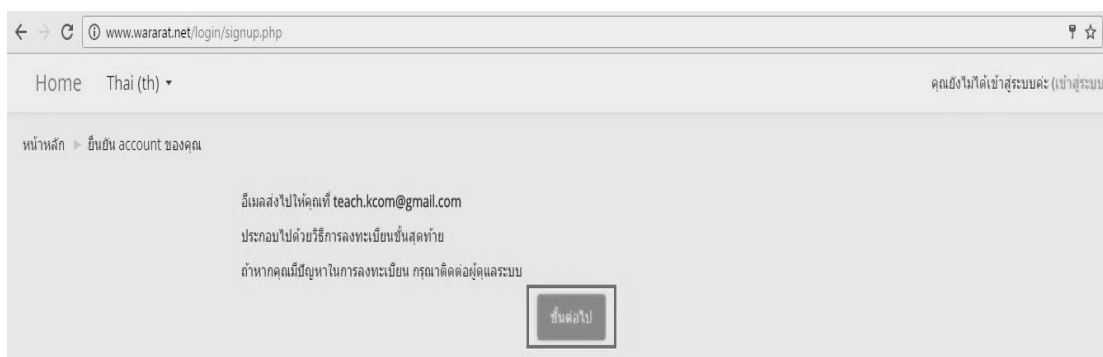 www.wararat.net/login/signup.php
Home Thai (th)
คุณยังไม่ได้เข้าสู่ระบบค่ะ (เข้าสู่ระบบ
หน้าหลัก ► ยืนยัน account ของคุณ
อีเมลส่งไปให้คุณที่ teach.kcom@gmail.com
ประกอบไปด้วยวิธีการลงทะเบียนขั้นสุดท้าย
ถ้าหากคุณมีปัญหาในการลงทะเบียน กรุณาติดต่อผู้ดูแลระบบ
ขั้นต่อไป